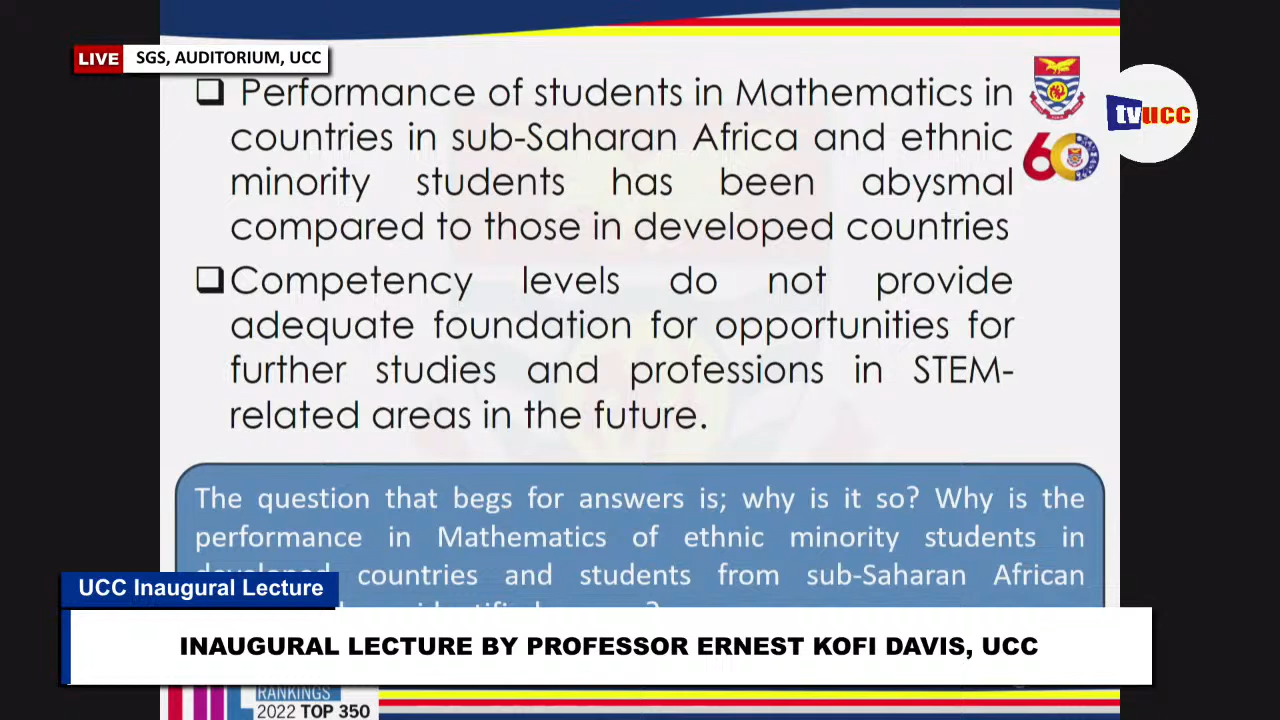 LIVE SGS, AUDITORIUM, UCC
Performance of students in Mathematics in
countries in sub-Saharan Africa and ethnic
minority students has been abysmal
compared to those in developed countries
60
tvucc
Competency levels do not provide
adequate foundation for opportunities for
further studies and professions in STEM-
related areas in the future.
The question that begs for answers is; why is it so? Why is the
performance in Mathematics of ethnic minority students in
countries and students from sub-Saharan African
UCC Inaugural Lecture
INAUGURAL LECTURE BY PROFESSOR ERNEST KOFI DAVIS, UCC
RANKINGS
2022 TOP 350